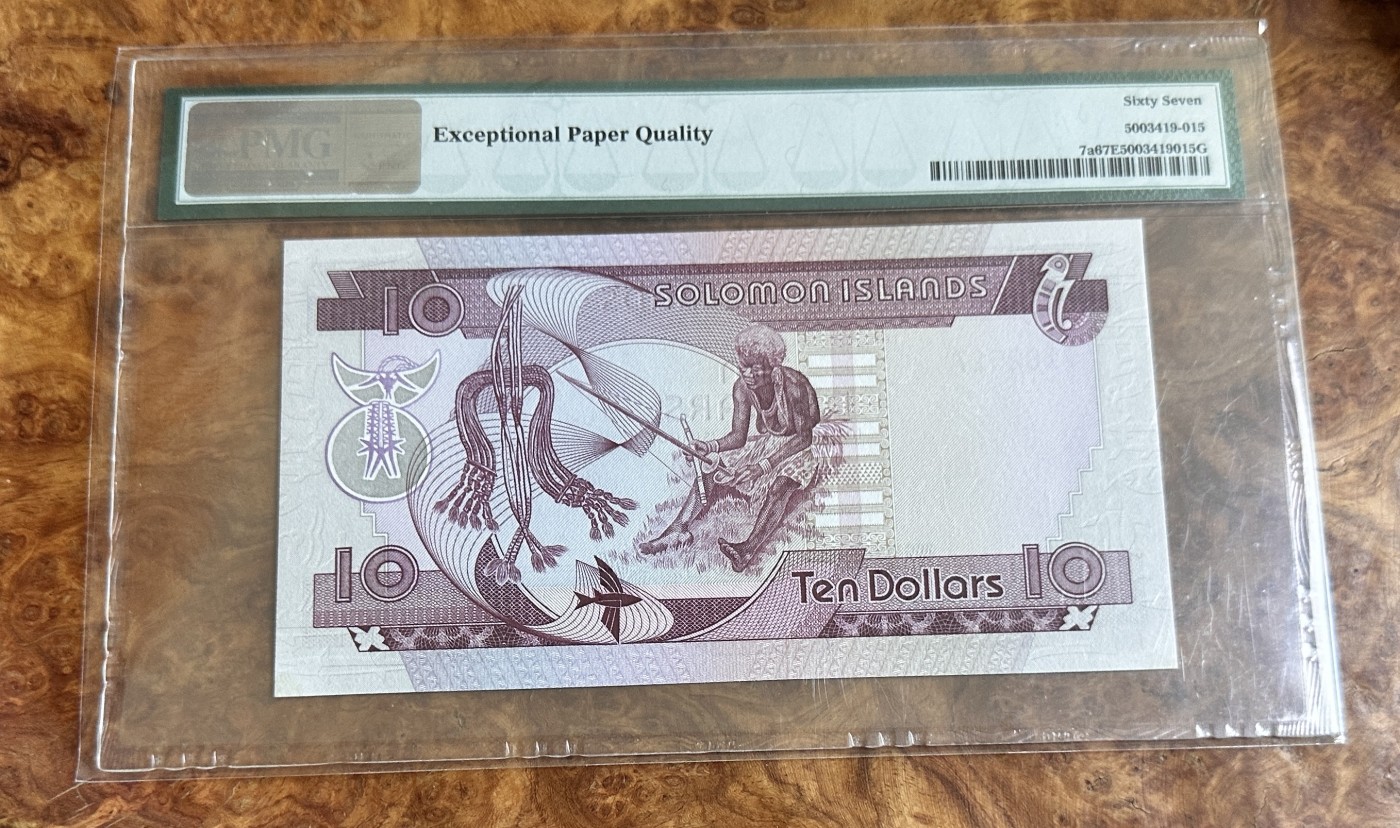 PMG
Exceptional Paper Quality
Sixty Seven
5003419-015
7a67E5003419015G
10
SOLOMON ISLANDS
10
Ten Dollars
10